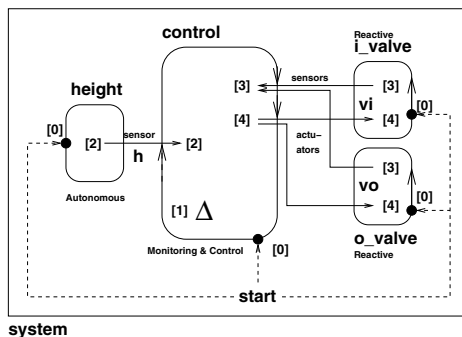 control
Reactive
i_valve
[3]
sensors
[3]
vi
[0]
height
[4]
actu-
ators
[4]
[0]
sensor
[2]
h
[2]
[3]
vo
[0]
[4]
Autonomous
[1] Δ
Monitoring & Control
[0]
o_valve
Reactive
start
system